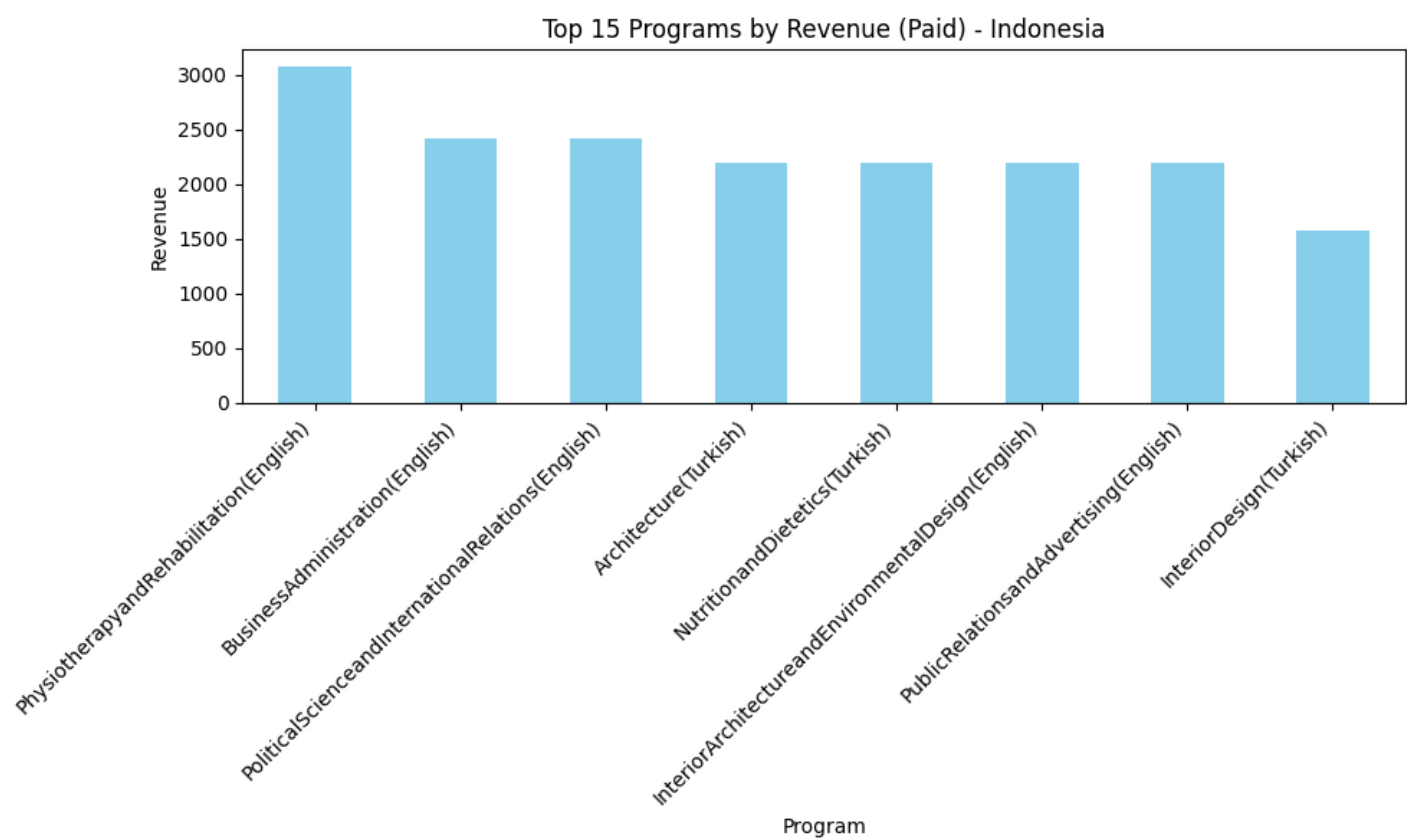 Top 15 Programs by Revenue (Paid) - Indonesia
Revenue
3000
2500
2000
1500
1000
500
0
PhysiotherapyandRehabilitation(English)
BusinessAdministration(English)
PoliticalScienceandInternationalRelations(English)
Architecture(Turkish)
NutritionandDietetics(Turkish)
InteriorArchitectureandEnvironmentalDesign(English)
PublicRelationsandAdvertising(English)
InteriorDesign(Turkish)
Program